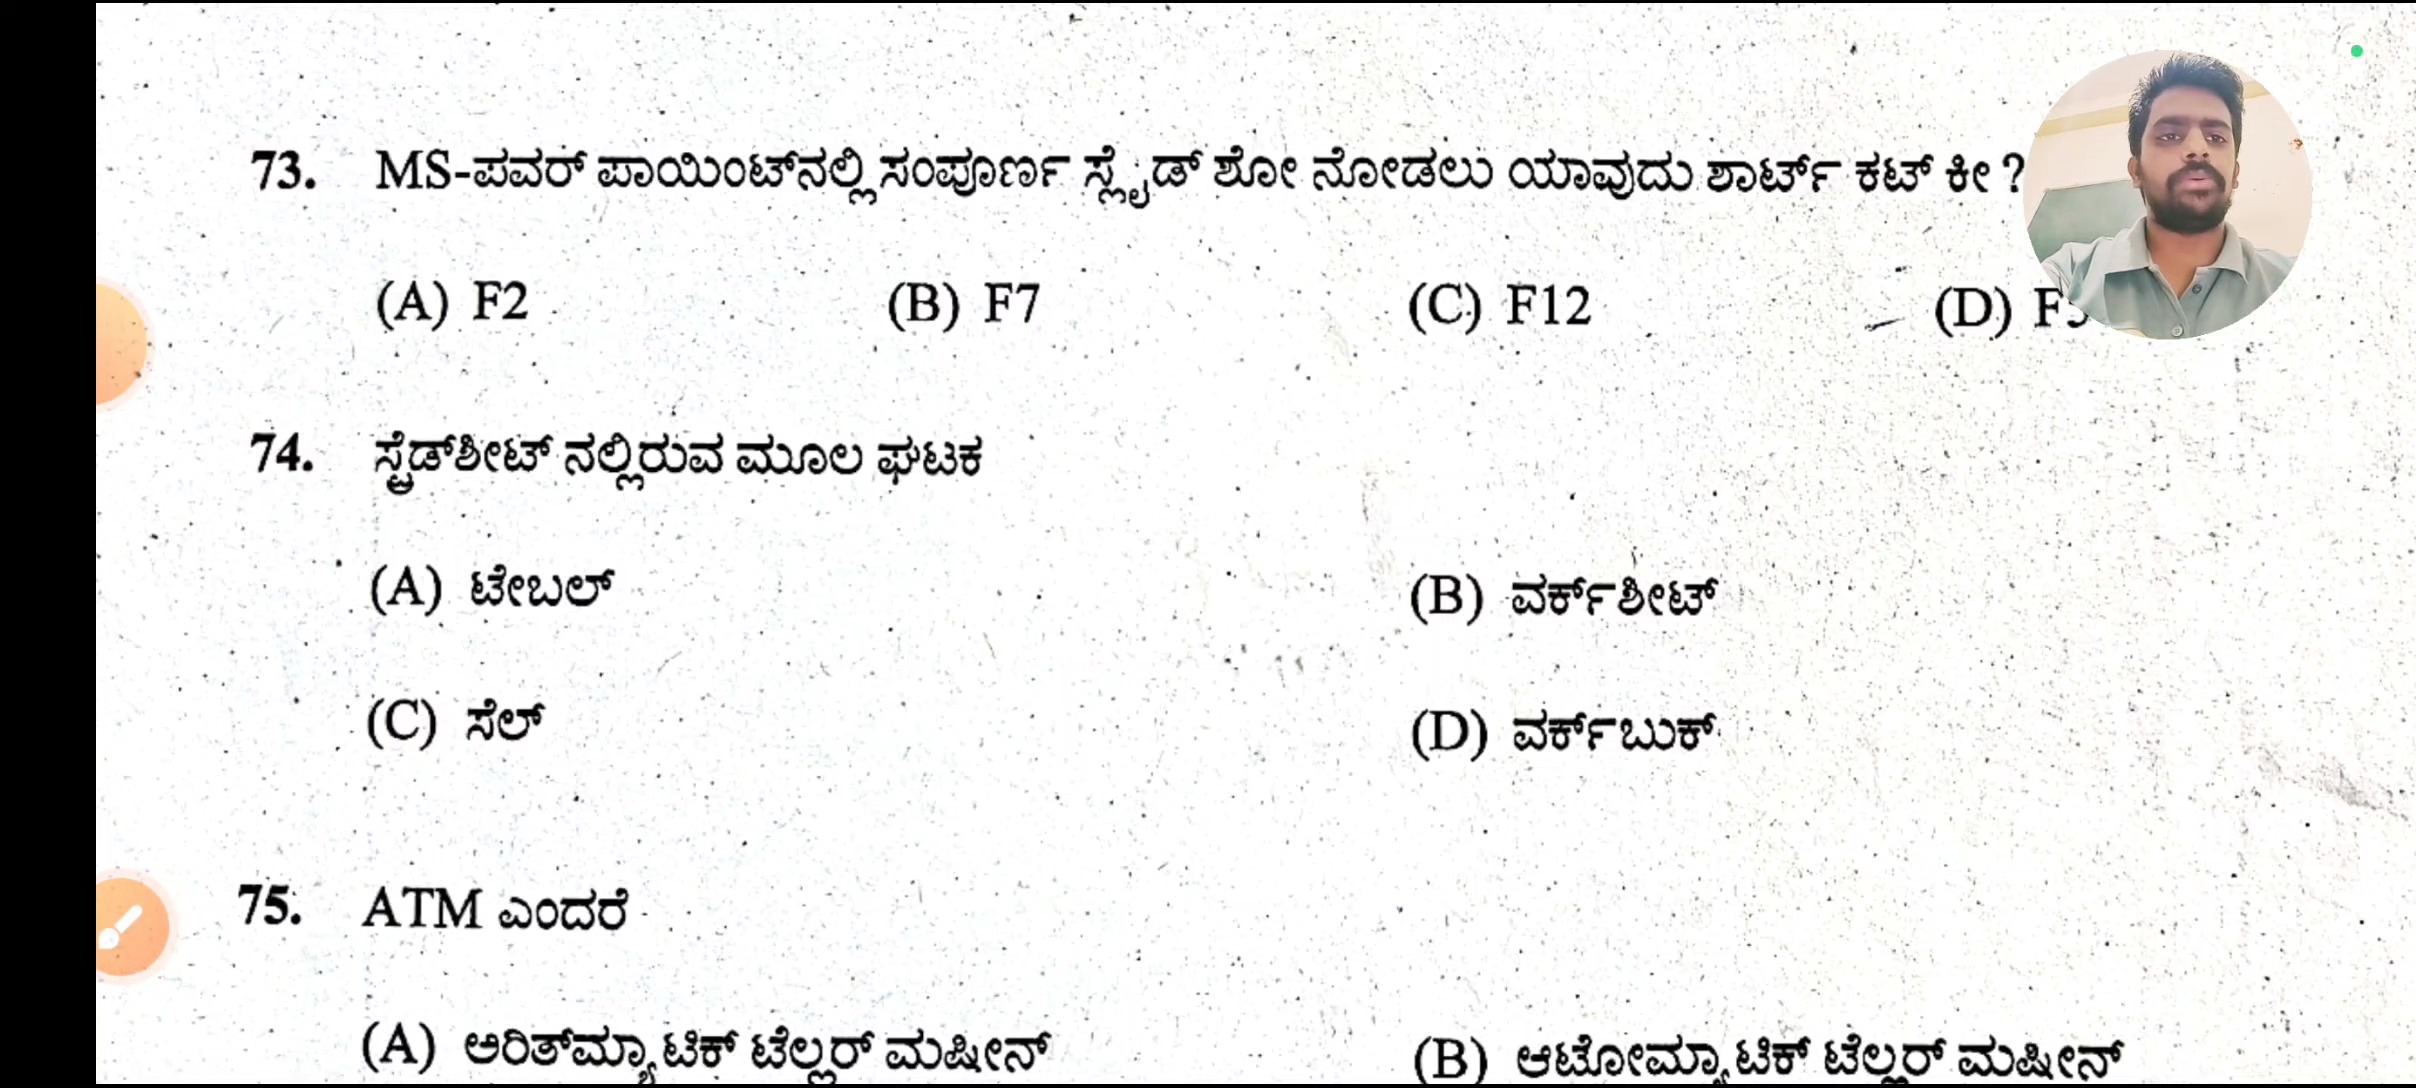 73. MS-ಪವರ್ ಪಾಯಿಂಟ್‌ನಲ್ಲಿ ಸಂಪೂರ್ಣ ಸ್ಲೈಡ್ ಶೋ ನೋಡಲು ಯಾವುದು ಶಾರ್ಟ್ ಕಟ್ ಕೀ ?
(A) F2 (B) F7 (C) F12 (D)
74. ಸ್ಪ್ರೆಡ್‌ಶೀಟ್ ನಲ್ಲಿರುವ ಮೂಲ ಘಟಕ
(A) ಟೇಬಲ್ (B) ವರ್ಕ್‌ಶೀಟ್
(C) ಸೆಲ್ (D) ವರ್ಕ್‌ಬುಕ್
75. ATM ಎಂದರೆ
(A) ಅರಿತ್‌ಮ್ಯಾಟಿಕ್ ಟೆಲ್ಲರ್ ಮಷೀನ್ (B) ಆಟೋಮ್ಯಾಟಿಕ್ ಟೆಲ್ಲರ್ ಮಷೀನ್